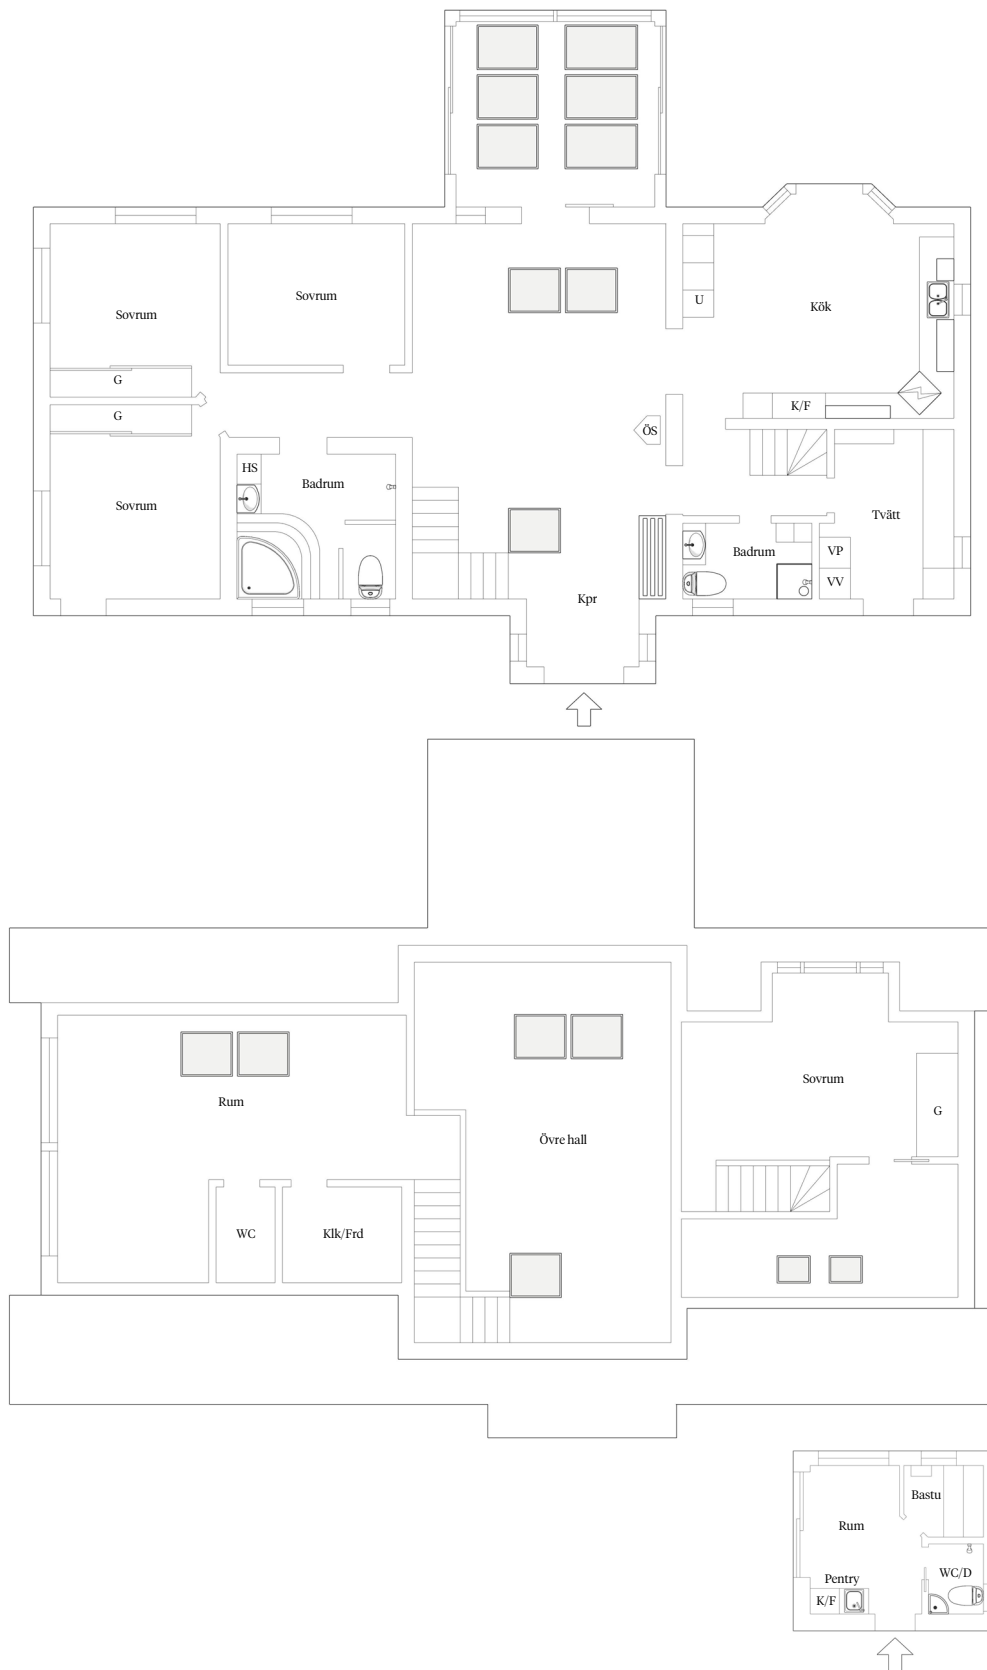 Sovrum
Sovrum
U
Kök
G
G
K/F
ÖS
HS
Badrum
Sovrum
Tvätt
Badrum
VP
VV
Kpr
Rum
Sovrum
G
Övre hall
WC
Klk/Frd
Bastu
Rum
WC/D
Pentry
K/F